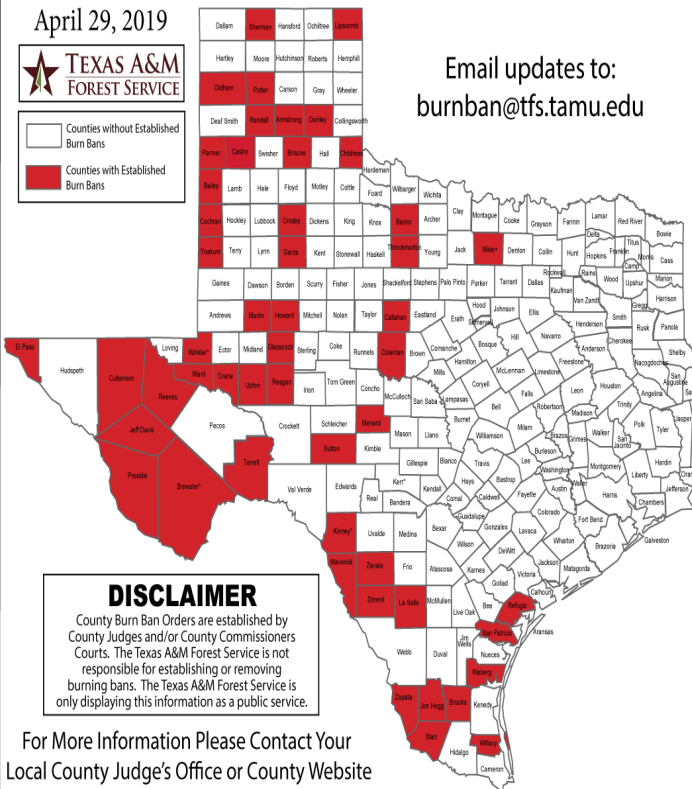 April 29, 2019
TEXAS A&M
FOREST SERVICE
Counties without Established
Burn Bans
Counties with Established
Burn Bans
Email updates to:
burnban@tfs.tamu.edu
Dallam Sherman Hansford Ochiltree Lipscomb
Hartley Moore Hutchinson Roberts Hemphill
Oldham Potter Carson Gray Wheeler
Deaf Smith Randall Armstrong Donley Collingsworth
Parmer Castro Swisher Briscoe Hall Childress
Hardeman
Bailey Lamb Hale Floyd Motley Cottle Foard Wilbarger Wichita
Cochran Hockley Lubbock Crosby Dickens King Knox Baylor Archer Clay Montague Cooke Grayson Fannin Lamar Red River Bowie
Delta Titus
Yoakum Terry Lynn Garza Kent Stonewall Haskell Throckmorton Young Jack Wise* Denton Collin Hunt Hopkins Franklin Camp Cass
Rockwall Rains Wood Upshur Marion
Gaines Dawson Borden Scurry Fisher Jones Shackelford Stephens Palo Pinto Parker Tarrant Dallas Kaufman Van Zandt Gregg Harrison
Andrews Martin Howard Mitchell Nolan Taylor Callahan Eastland Erath Hood Somervell Johnson Ellis Henderson Smith Rusk Panola
El Paso Hudspeth Culberson Reeves Loving Winkler* Ector Midland Glasscock Sterling Coke Runnels Coleman Brown Comanche Bosque Hill Navarro Anderson Cherokee Shelby
Hamilton Freestone* Nacogdoches
Ward Crane Upton Reagan Irion Tom Green Concho Mills Coryell McLennan Limestone Leon Houston San Augustine
McCulloch San Saba Lampasas Bell Falls Robertson Madison Trinity Angelina
Jeff Davis Pecos Crockett Schleicher Menard Mason Llano Burnet Williamson Milam Brazos Grimes Walker San Jacinto Polk Tyler Jasper
Presidio Brewster* Terrell Sutton Kimble Gillespie Blanco Travis Lee Burleson Washington Montgomery Liberty Hardin
Val Verde Edwards Kerr* Real Bandera Kendall Hays Comal Caldwell Bastrop Fayette Austin Waller Harris Chambers Jefferson
Kinney* Uvalde Medina Bexar Guadalupe Gonzales Colorado Lavaca Wharton Fort Bend Brazoria Galveston
Maverick Zavala Frio Atascosa Wilson Karnes DeWitt Jackson Matagorda
Victoria Goliad Calhoun
Dimmit La Salle McMullen Live Oak Bee Refugio
San Patricio Aransas
Webb Duval Jim Wells Nueces
Kleberg
Zapata Jim Hogg Brooks Kenedy
Starr Hidalgo Willacy
Cameron
DISCLAIMER
County Burn Ban Orders are established by
County Judges and/or County Commissioners
Courts. The Texas A&M Forest Service is not
responsible for establishing or removing
burning bans. The Texas A&M Forest Service is
only displaying this information as a public service.
For More Information Please Contact Your
Local County Judge's Office or County Website